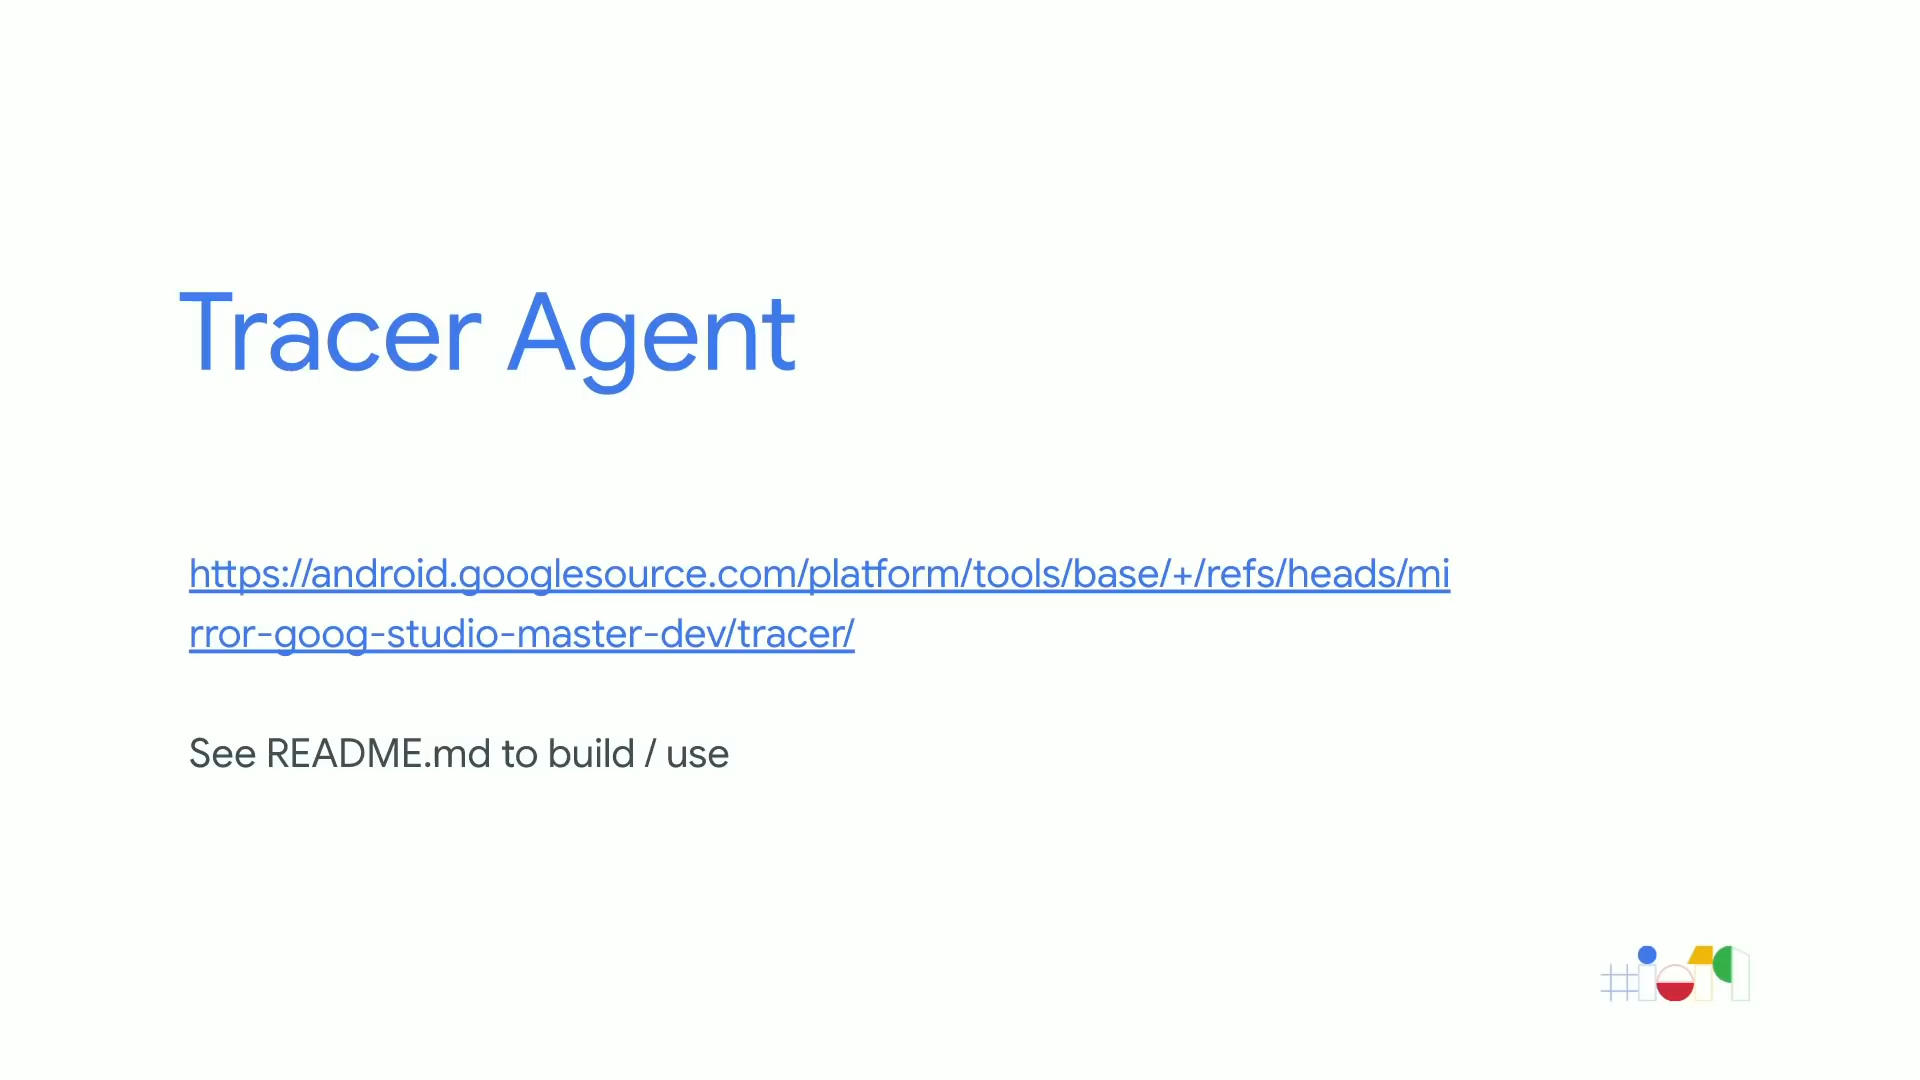 Tracer Agent
https://android.googlesource.com/platform/tools/base/+/refs/heads/mi
rror-goog-studio-master-dev/tracer/
See README.md to build / use
#io19